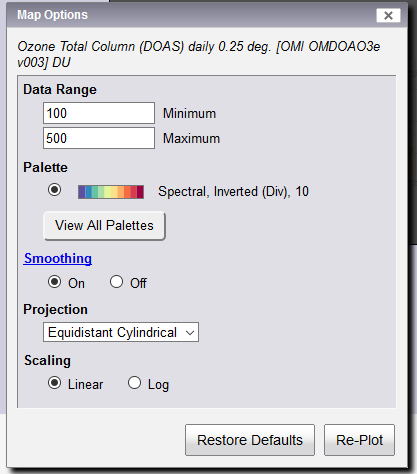 Map Options
Ozone Total Column (DOAS) daily 0.25 deg. [OMI OMDOAO3e
v003] DU
Data Range
100 Minimum
500 Maximum
Palette
Spectral, Inverted (Div), 10
View All Palettes
Smoothing
On Off
Projection
Equidistant Cylindrical
Scaling
Linear Log
Restore Defaults Re-Plot